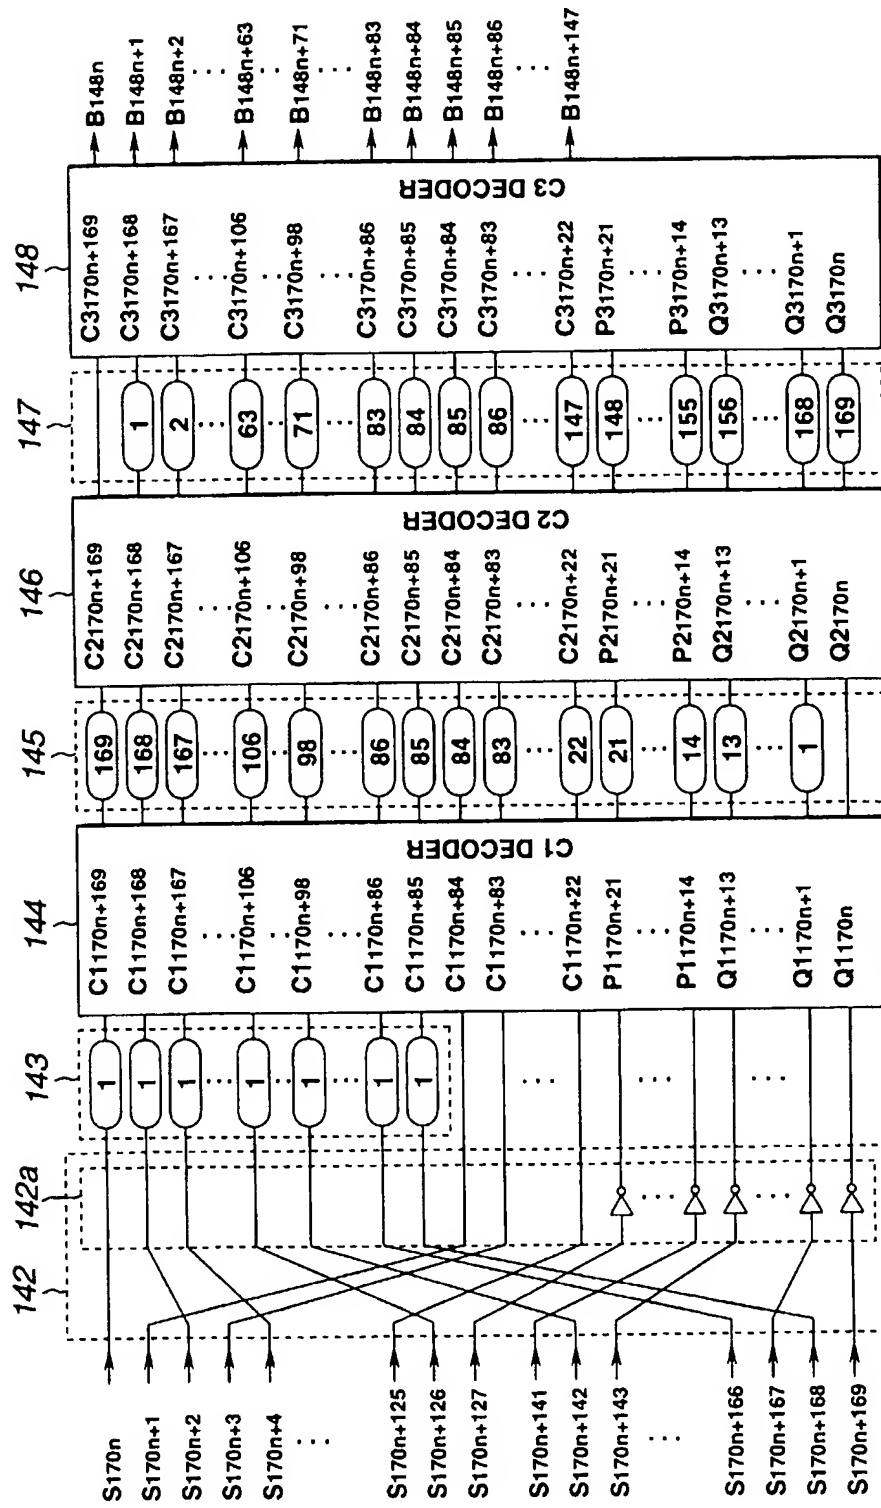 142
142a
143
144
145
146
147
148
S170n
S170n+1
S170n+2
S170n+3
S170n+4
...
S170n+125
S170n+126
S170n+127
S170n+141
S170n+142
S170n+143
...
S170n+166
S170n+167
S170n+168
S170n+169
1
1
1
...
1
...
1
...
1
1
...
...
...
...
...
C1170n+169
C1170n+168
C1170n+167
...
C1170n+106
...
C1170n+98
...
C1170n+86
C1170n+85
C1170n+84
C1170n+83
...
C1170n+22
P1170n+21
...
P1170n+14
Q1170n+13
...
Q1170n+1
Q1170n
C1 DECODER
169
168
167
...
106
...
98
...
86
85
84
83
...
22
21
...
14
13
...
1
C2170n+169
C2170n+168
C2170n+167
...
C2170n+106
...
C2170n+98
...
C2170n+86
C2170n+85
C2170n+84
C2170n+83
...
C2170n+22
P2170n+21
...
P2170n+14
Q2170n+13
...
Q2170n+1
Q2170n
C2 DECODER
1
2
...
63
...
71
...
83
84
85
86
...
147
148
...
155
156
...
168
169
C3170n+169
C3170n+168
C3170n+167
...
C3170n+106
...
C3170n+98
...
C3170n+86
C3170n+85
C3170n+84
C3170n+83
...
C3170n+22
P3170n+21
...
P3170n+14
Q3170n+13
...
Q3170n+1
Q3170n
C3 DECODER
B148n
B148n+1
B148n+2
...
B148n+63
...
B148n+71
...
B148n+83
B148n+84
B148n+85
B148n+86
...
B148n+147